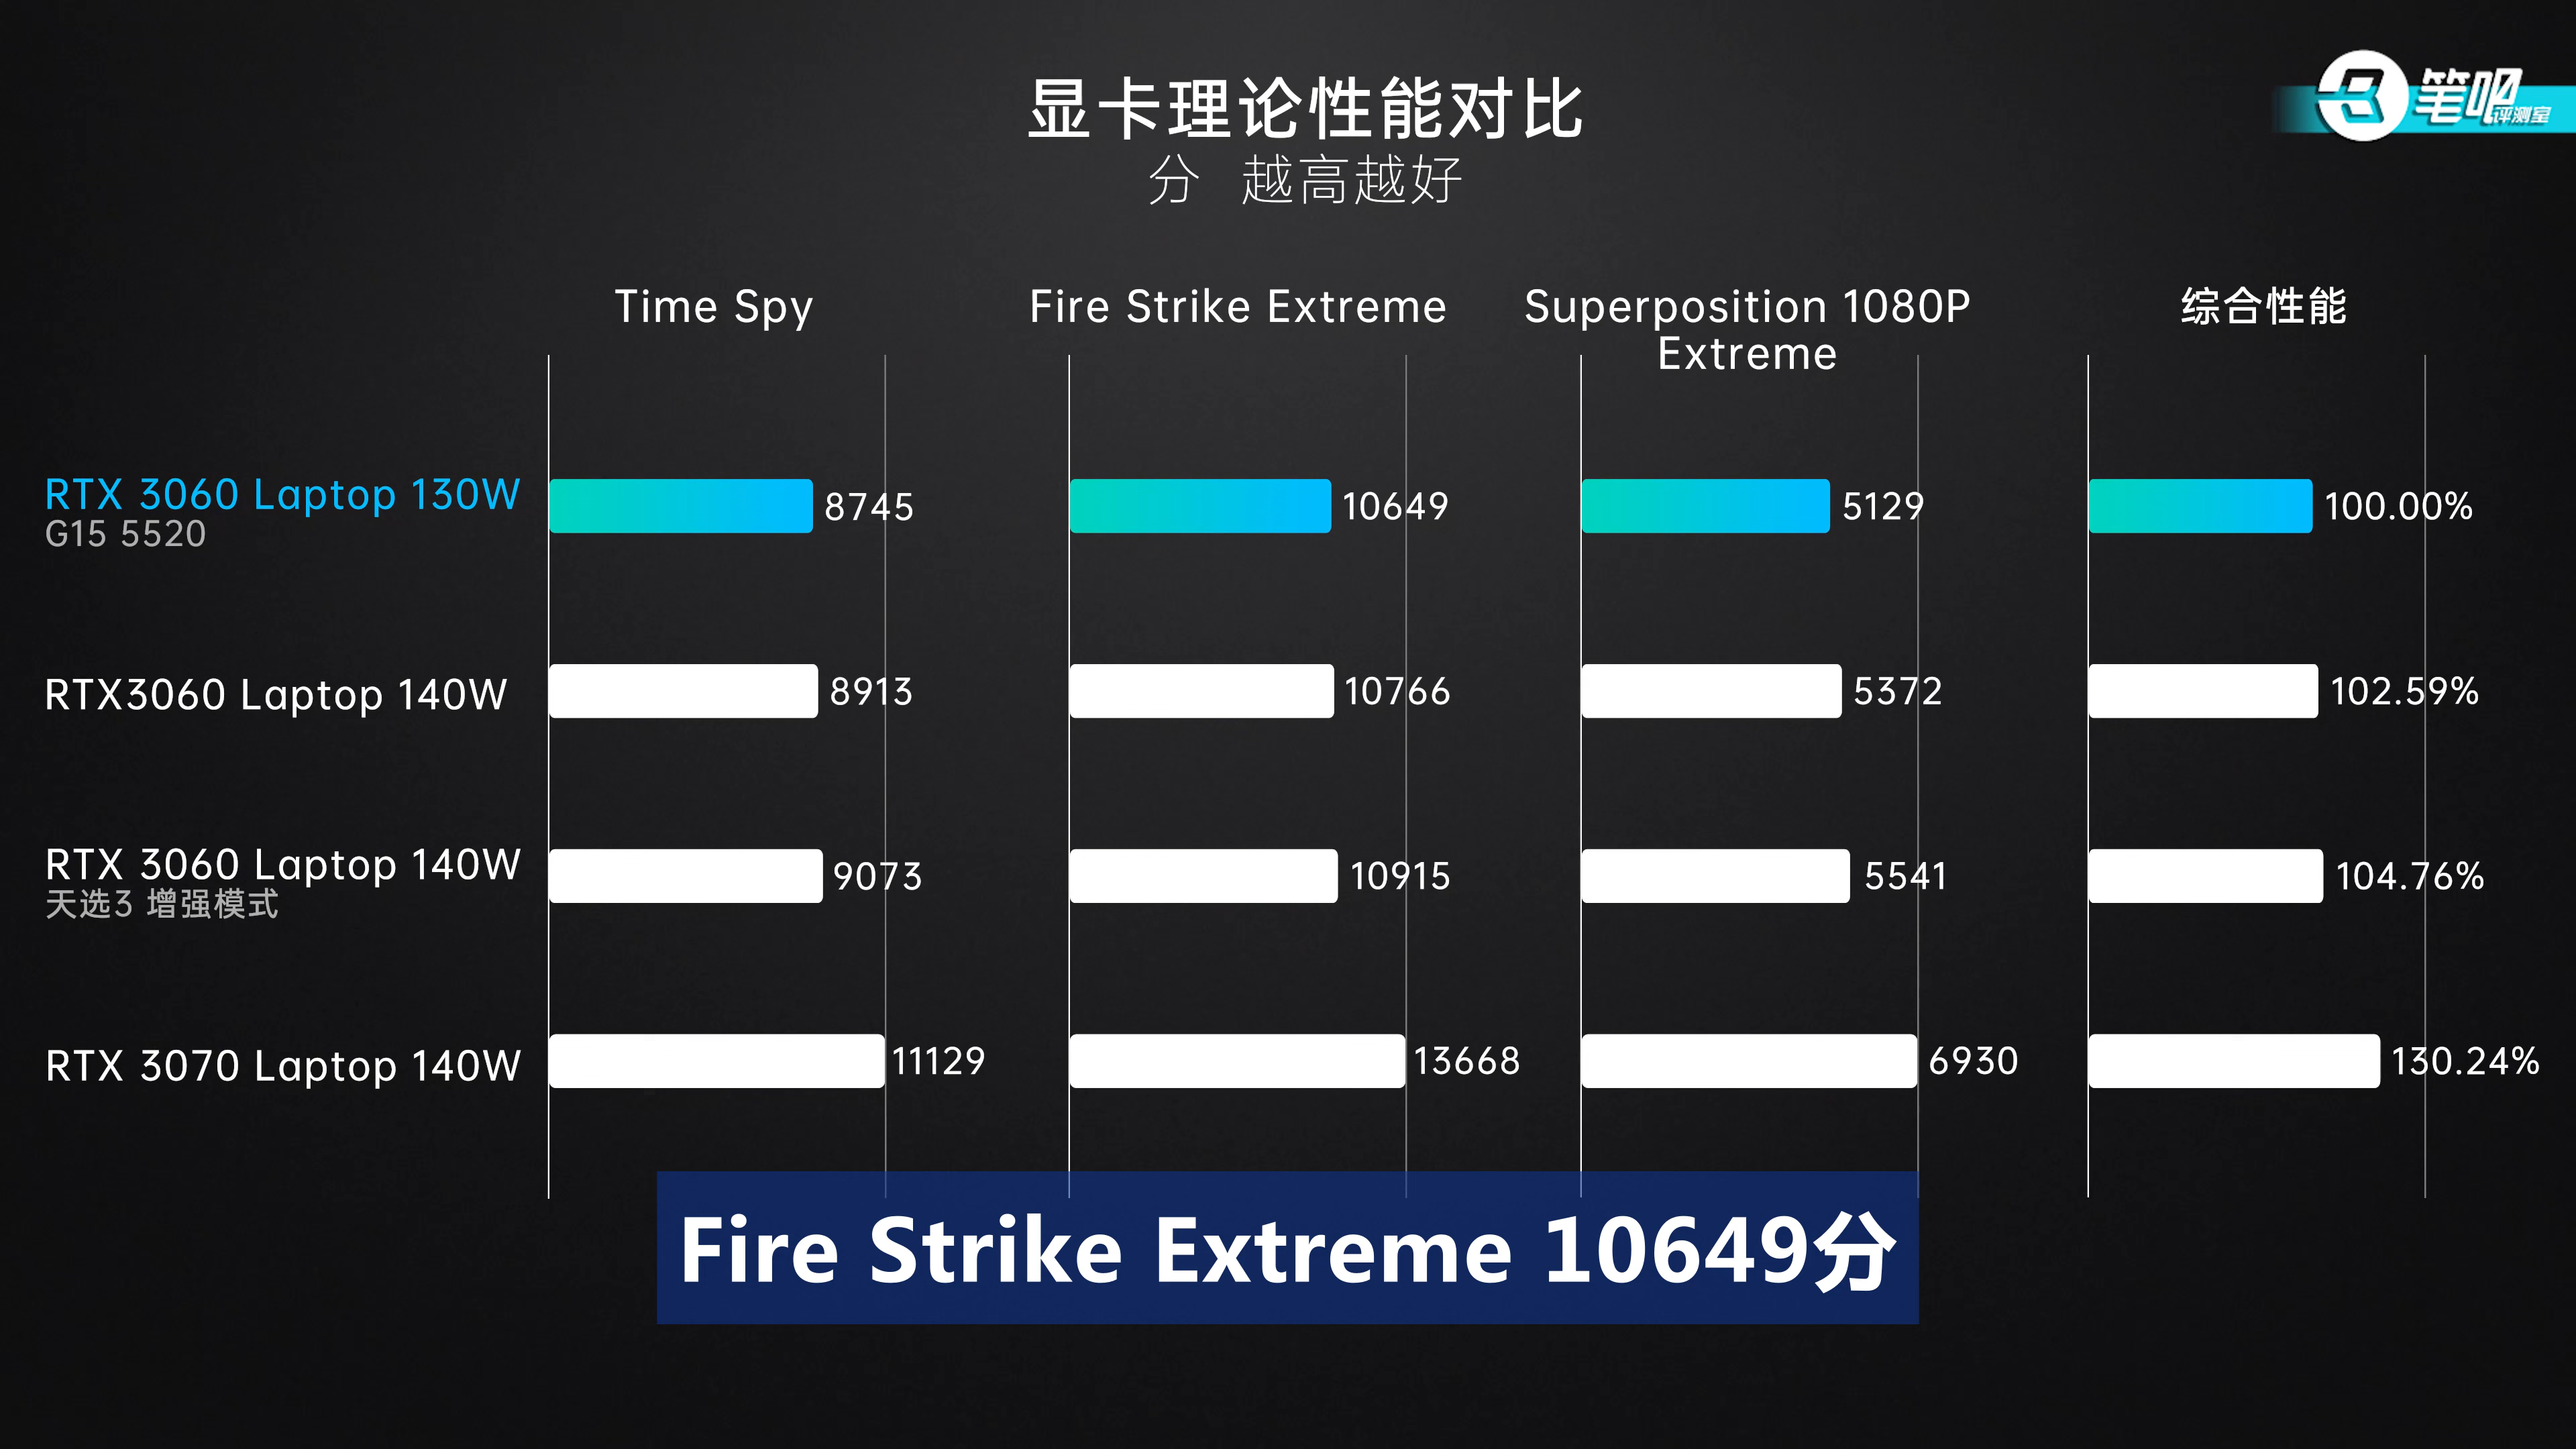 笔吧评测室
显卡理论性能对比
分 越高越好
Time Spy
Fire Strike Extreme
Superposition 1080P
Extreme
综合性能
RTX 3060 Laptop 130W
G15 5520
8745
10649
5129
100.00%
RTX3060 Laptop 140W
8913
10766
5372
102.59%
RTX 3060 Laptop 140W
天选3 增强模式
9073
10915
5541
104.76%
RTX 3070 Laptop 140W
11129
13668
6930
130.24%
Fire Strike Extreme 10649分